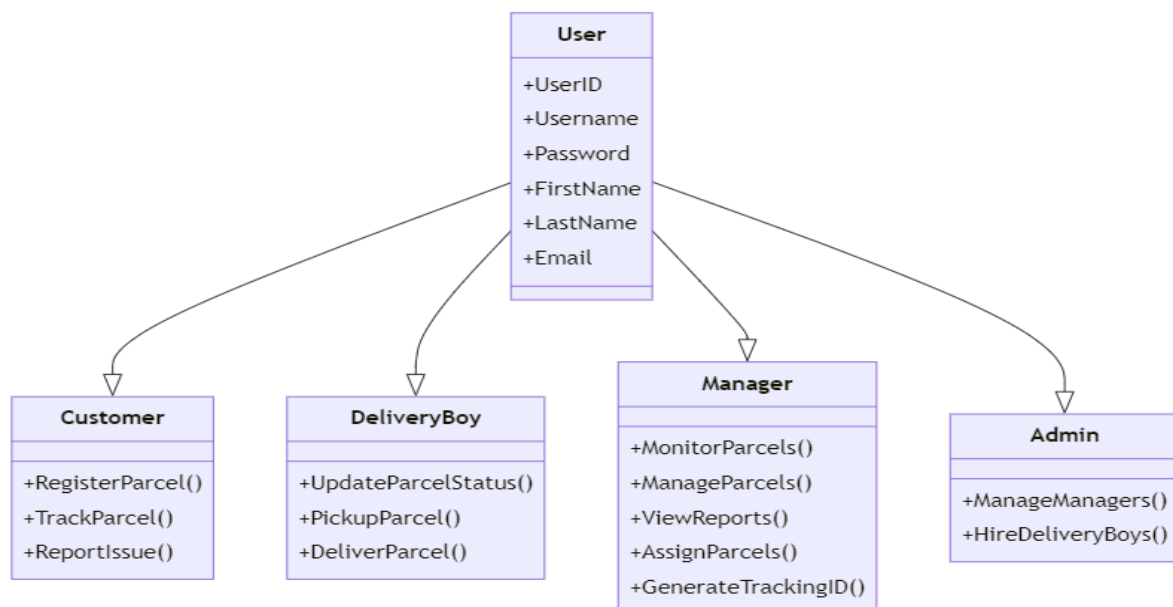 User
+UserID
+Username
+Password
+FirstName
+LastName
+Email
Customer
+RegisterParcel()
+TrackParcel()
+ReportIssue()
DeliveryBoy
+UpdateParcelStatus()
+PickupParcel()
+DeliverParcel()
Manager
+MonitorParcels()
+ManageParcels()
+ViewReports()
+AssignParcels()
+GenerateTrackingID()
Admin
+ManageManagers()
+HireDeliveryBoys()